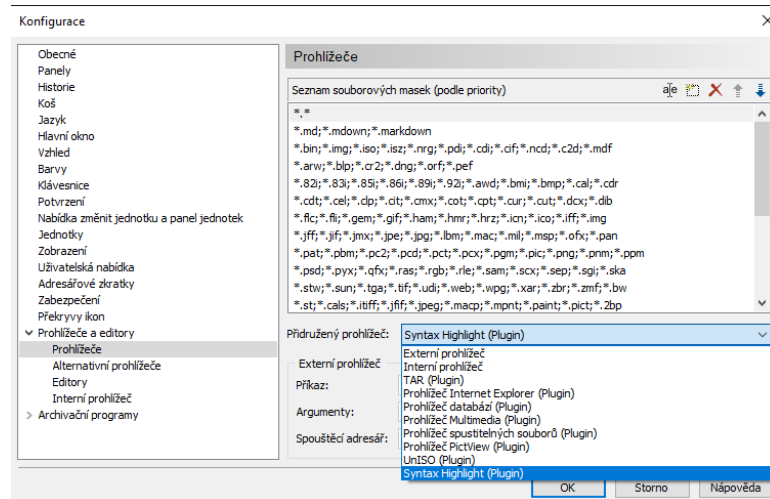 Konfigurace
Obecné
Panely
Historie
Koš
Jazyk
Hlavní okno
Vzhled
Barvy
Klávesnice
Potvrzení
Nabídka změnit jednotku a panel jednotek
Jednotky
Zobrazení
Uživatelská nabídka
Adresářové zkratky
Zabezpečení
Překryvy ikon
Prohlížeče a editory
Prohlížeče
Alternativní prohlížeče
Editory
Interní prohlížeč
Archivační programy
Prohlížeče
Seznam souborových masek (podle priority)
*.*
*.md;*.mdown;*.markdown
*.bin;*.img;*.iso;*.isz;*.nrg;*.pdi;*.cdi;*.cif;*.ncd;*.c2d;*.mdf
*.arw;*.blp;*.cr2;*.dng;*.orf;*.pef
*.82i;*.83i;*.85i;*.86i;*.89i;*.92i;*.awd;*.bmi;*.bmp;*.cal;*.cdr
*.cdt;*.cel;*.clp;*.cit;*.cmx;*.cot;*.cpt;*.cur;*.cut;*.dcx;*.dib
*.flc;*.fli;*.gem;*.gif;*.ham;*.hmr;*.hrz;*.icn;*.ico;*.iff;*.img
*.jff;*.jif;*.jmx;*.jpe;*.jpg;*.lbm;*.mac;*.mil;*.msp;*.ofx;*.pan
*.pat;*.pbm;*.pc2;*.pcd;*.pct;*.pcx;*.pgm;*.pic;*.png;*.pnm;*.ppm
*.psd;*.pyx;*.qfx;*.ras;*.rgb;*.rle;*.sam;*.scx;*.sep;*.sgi;*.ska
*.stw;*.sun;*.tga;*.tif;*.udi;*.web;*.wpg;*.xar;*.zbr;*.zmf;*.bw
*.st;*.cals;*.itiff;*.jfif;*.jpeg;*.macp;*.mpnt;*.paint;*.pict;*.2bp
Přidružený prohlížeč: Syntax Highlight (Plugin)
Externí prohlížeč
Interní prohlížeč
TAR (Plugin)
Prohlížeč Internet Explorer (Plugin)
Prohlížeč databází (Plugin)
Prohlížeč Multimedia (Plugin)
Prohlížeč spustitelných souborů (Plugin)
Prohlížeč PictView (Plugin)
UnISO (Plugin)
Syntax Highlight (Plugin)
Externí prohlížeč
Příkaz:
Argumenty:
Spouštěcí adresář:
OK Storno Nápověda